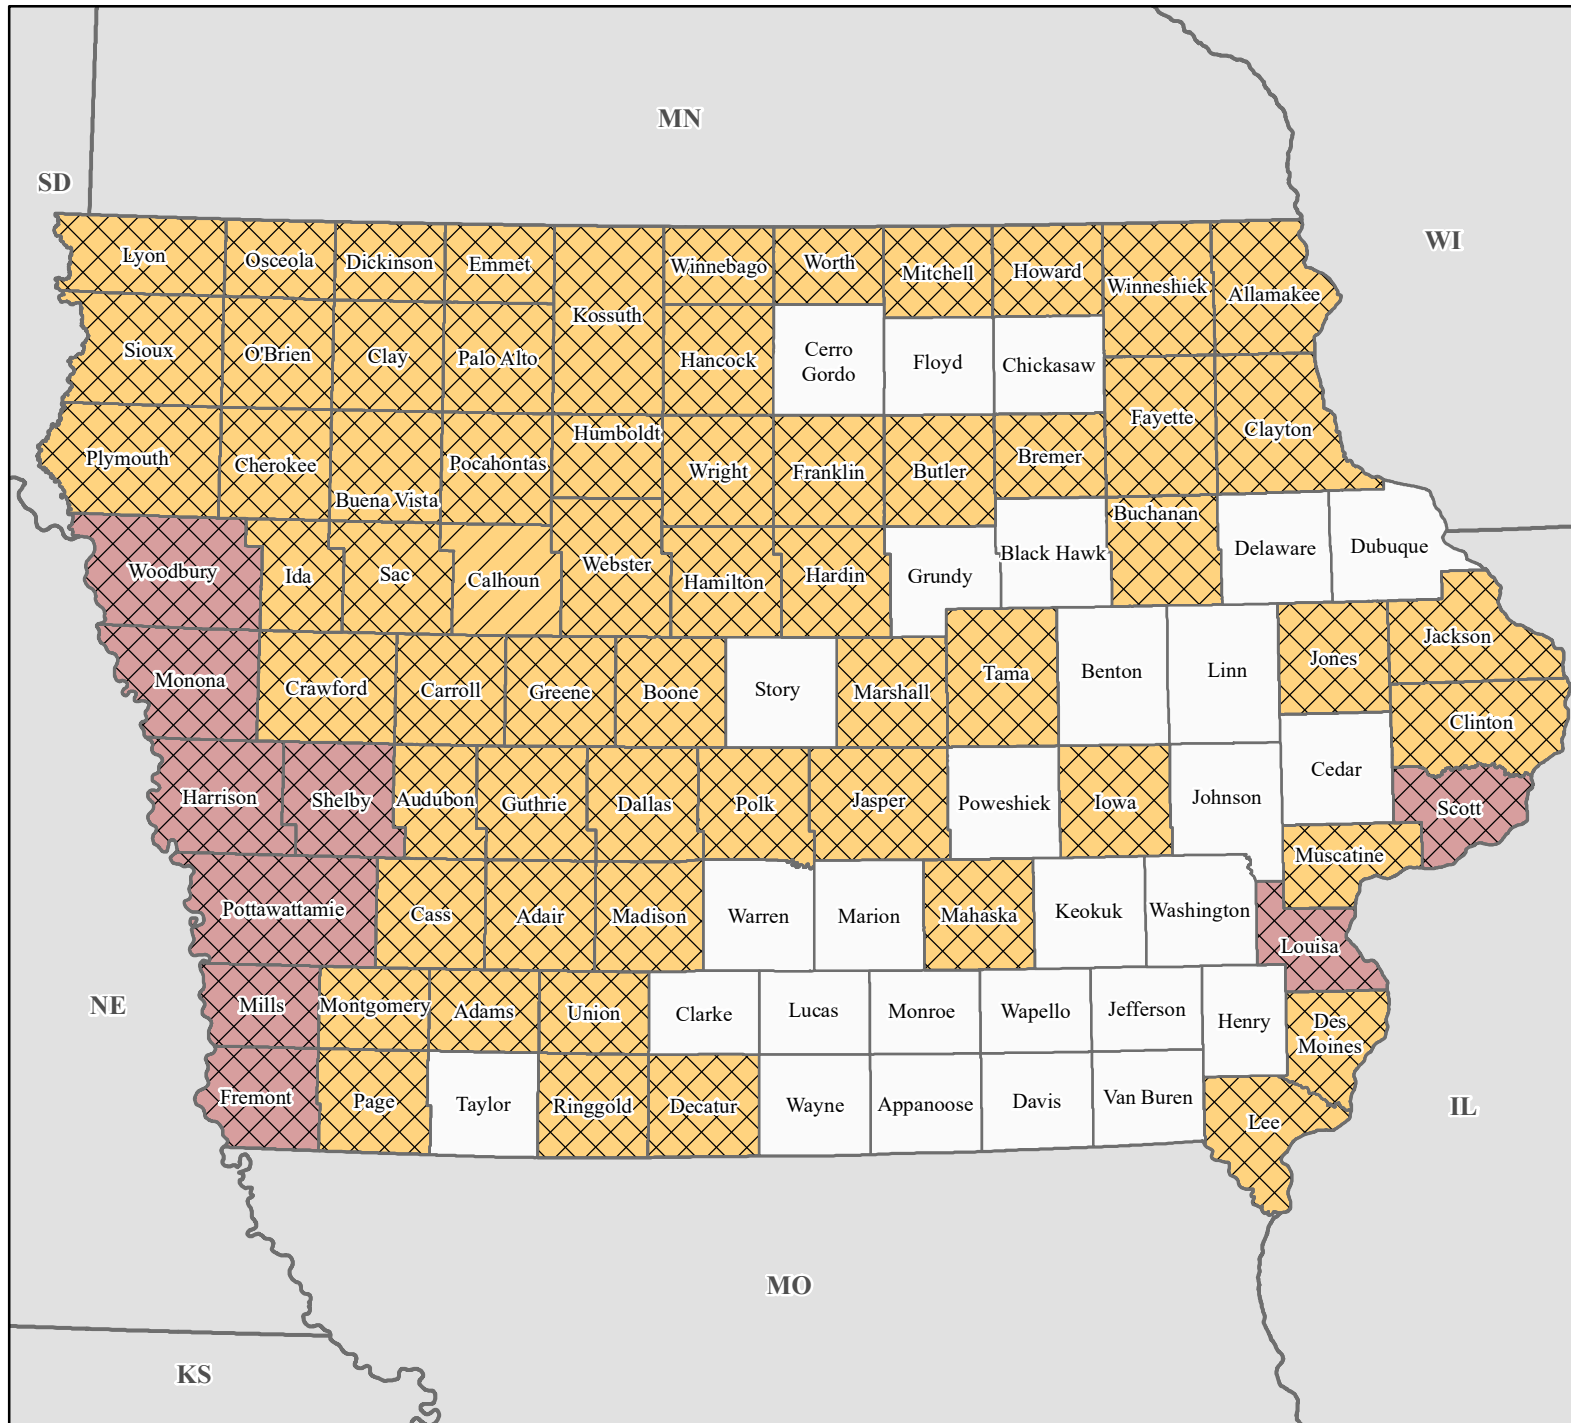 MN
SD
WI
Lyon
Osceola
Dickinson
Emmet
Kossuth
Winnebago
Worth
Mitchell
Howard
Winneshiek
Allamakee
Sioux
O'Brien
Clay
Palo Alto
Hancock
Cerro
Gordo
Floyd
Chickasaw
Plymouth
Cherokee
Buena Vista
Pocahontas
Humboldt
Wright
Franklin
Butler
Bremer
Fayette
Clayton
Woodbury
Ida
Sac
Calhoun
Webster
Hamilton
Hardin
Grundy
Black Hawk
Buchanan
Delaware
Dubuque
Monona
Crawford
Carroll
Greene
Boone
Story
Marshall
Tama
Benton
Linn
Jones
Jackson
Clinton
Harrison
Shelby
Audubon
Guthrie
Dallas
Polk
Jasper
Poweshiek
Iowa
Johnson
Cedar
Scott
Muscatine
Pottawattamie
Cass
Adair
Madison
Warren
Marion
Mahaska
Keokuk
Washington
Louisa
NE
Mills
Montgomery
Adams
Union
Clarke
Lucas
Monroe
Wapello
Jefferson
Henry
Des
Moines
Fremont
Page
Taylor
Ringgold
Decatur
Wayne
Appanoose
Davis
Van Buren
Lee
IL
MO
KS